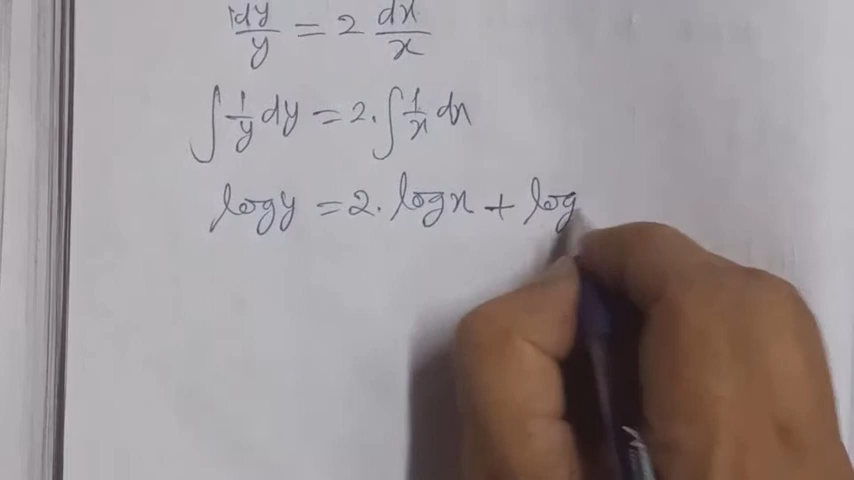 dy/y = 2 dx/x
∫ 1/y dy = 2. ∫ 1/x dx
log y = 2. log x + log